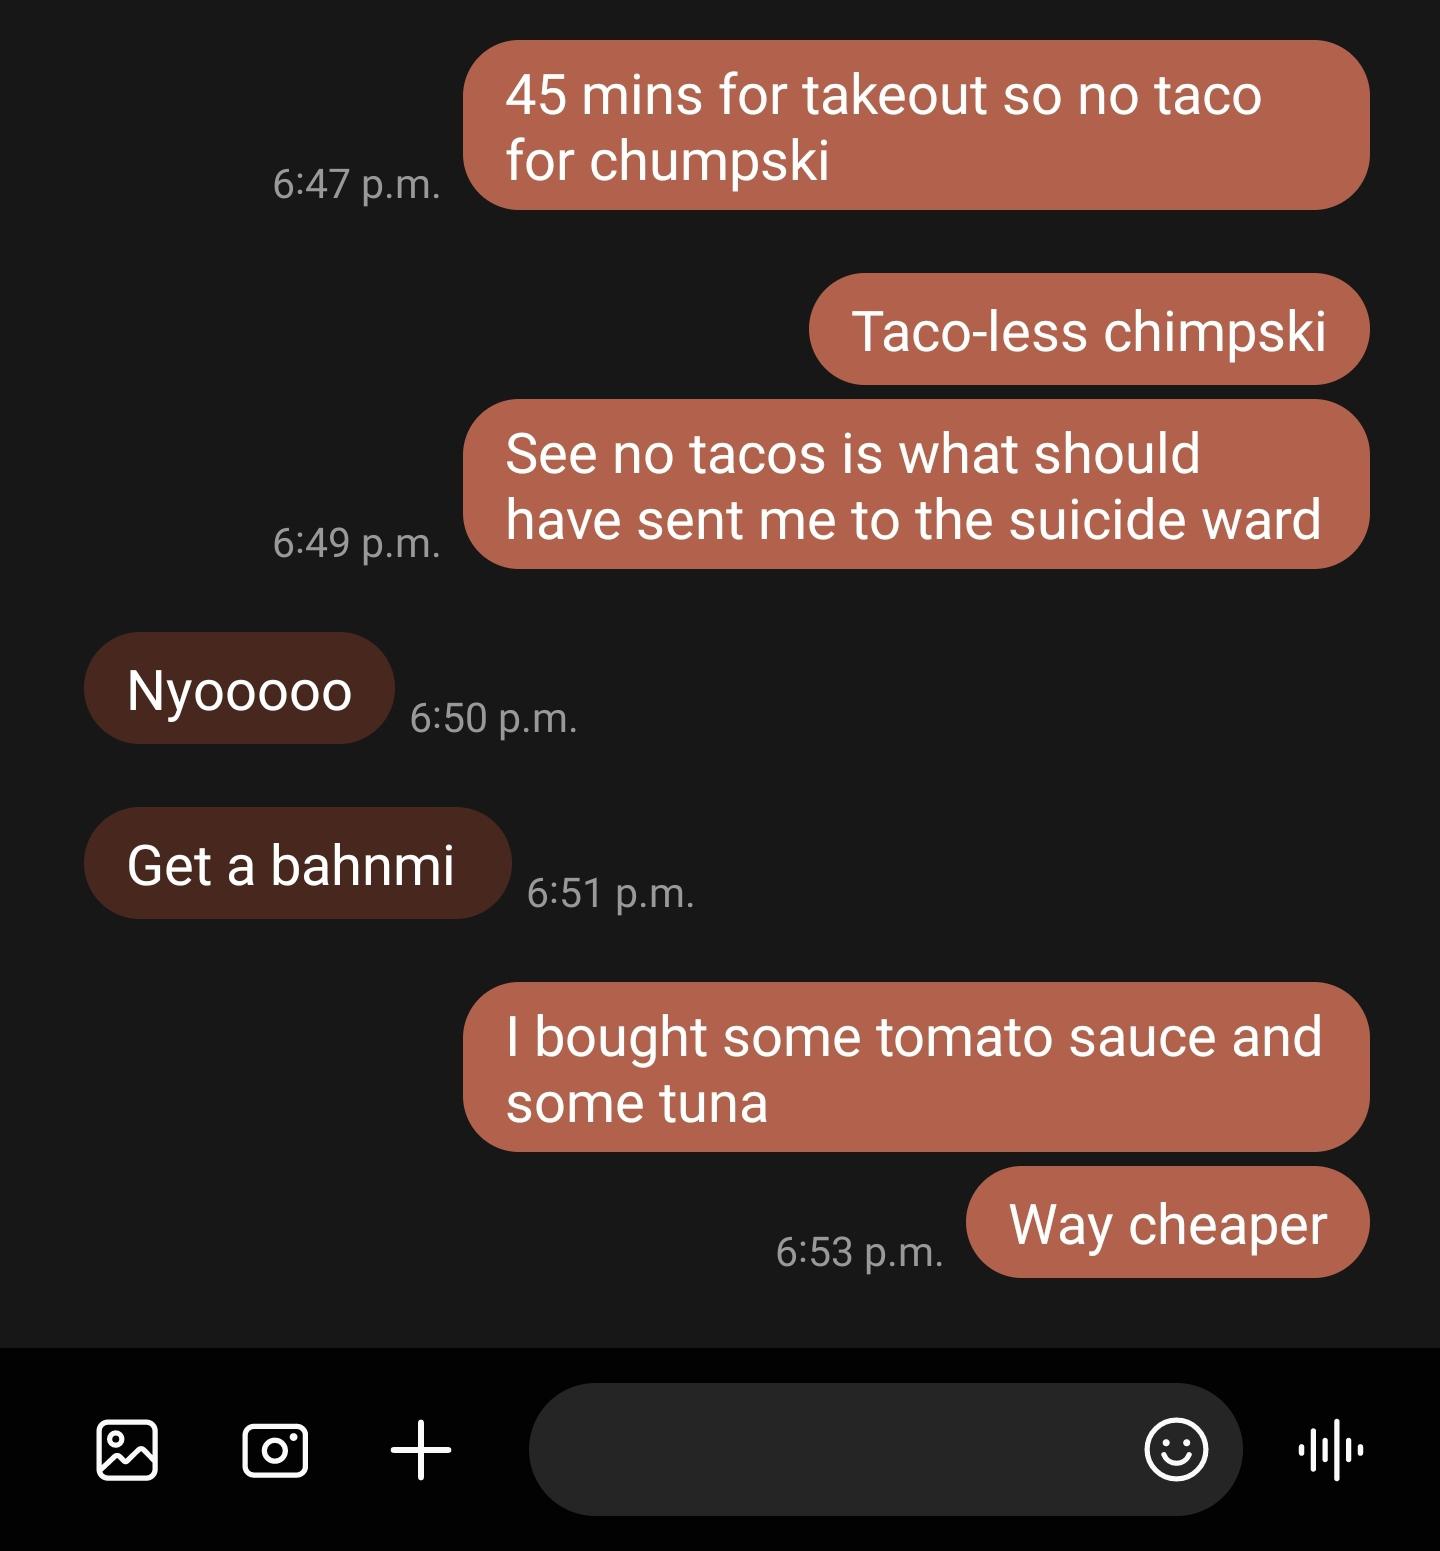 45 mins for takeout so no taco
for chumpski
6:47 p.m.
Taco-less chimpski
See no tacos is what should
have sent me to the suicide ward
6:49 p.m.
Nyooooo
6:50 p.m.
Get a bahnmi
6:51 p.m.
I bought some tomato sauce and
some tuna
Way cheaper
6:53 p.m.